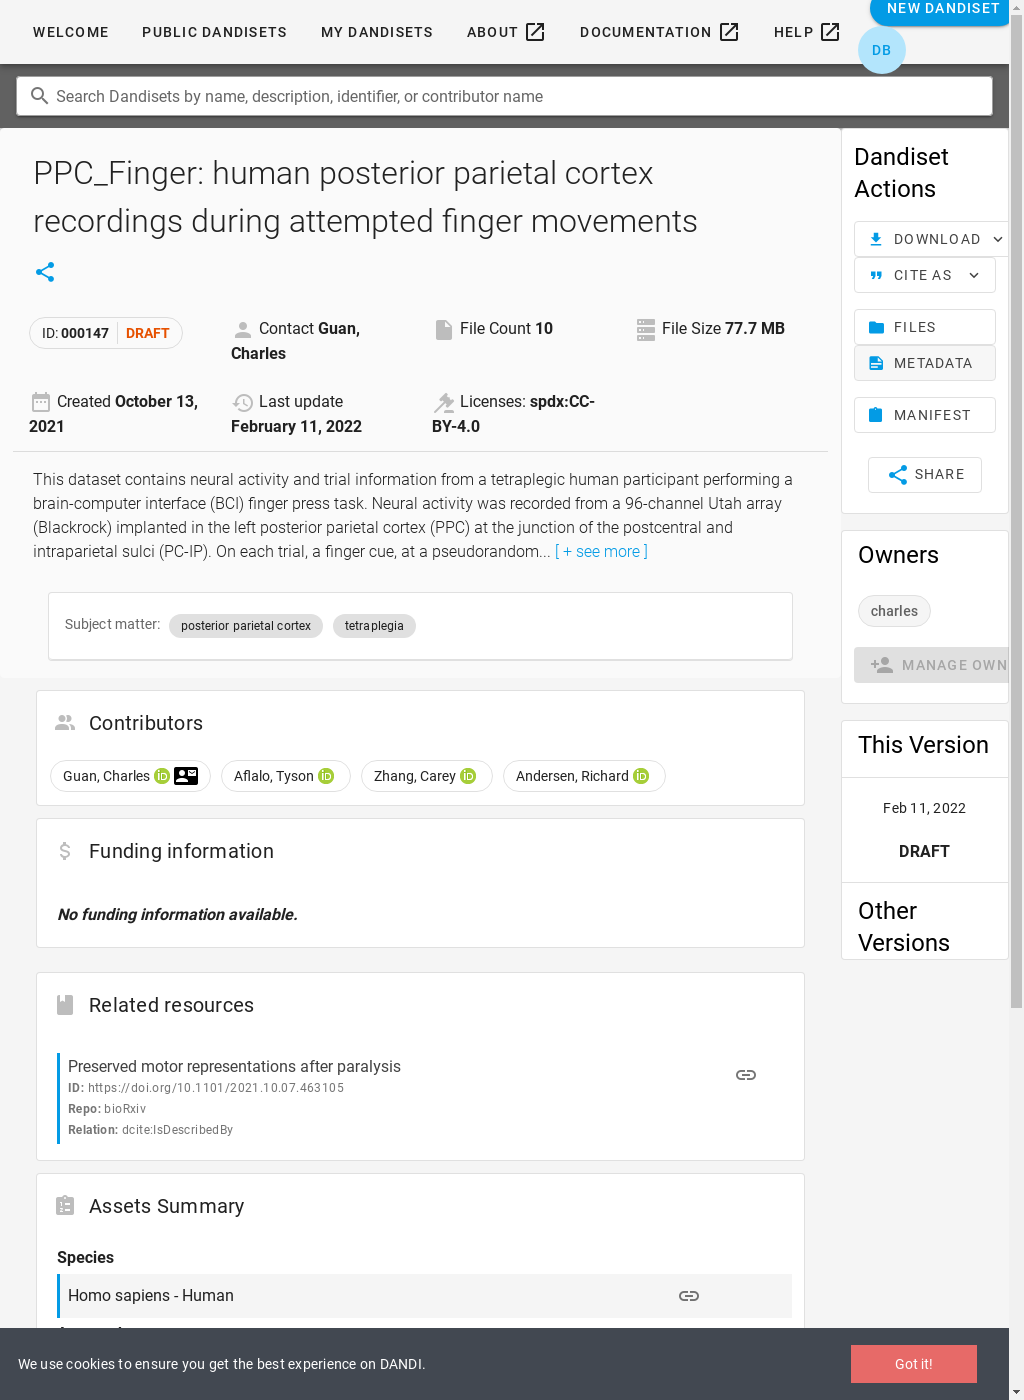 WELCOME
PUBLIC DANDISETS
MY DANDISETS
ABOUT
DOCUMENTATION
HELP
NEW DANDISET
DB
Search Dandisets by name, description, identifier, or contributor name
PPC_Finger: human posterior parietal cortex
recordings during attempted finger movements
ID: 000147
DRAFT
Contact Guan,
Charles
File Count 10
File Size 77.7 MB
Created October 13,
2021
Last update
February 11, 2022
Licenses: spdx:CC-
BY-4.0
This dataset contains neural activity and trial information from a tetraplegic human participant performing a
brain-computer interface (BCI) finger press task. Neural activity was recorded from a 96-channel Utah array
(Blackrock) implanted in the left posterior parietal cortex (PPC) at the junction of the postcentral and
intraparietal sulci (PC-IP). On each trial, a finger cue, at a pseudorandom... [ + see more ]
Subject matter:
posterior parietal cortex
tetraplegia
Contributors
Guan, Charles iD
Aflalo, Tyson iD
Zhang, Carey iD
Andersen, Richard iD
Funding information
No funding information available.
Related resources
Preserved motor representations after paralysis
ID: https://doi.org/10.1101/2021.10.07.463105
Repo: bioRxiv
Relation: dcite:IsDescribedBy
Assets Summary
Species
Homo sapiens - Human
Dandiset
Actions
DOWNLOAD
CITE AS
FILES
METADATA
MANIFEST
SHARE
Owners
charles
MANAGE OWN
This Version
Feb 11, 2022
DRAFT
Other
Versions
We use cookies to ensure you get the best experience on DANDI.
Got it!